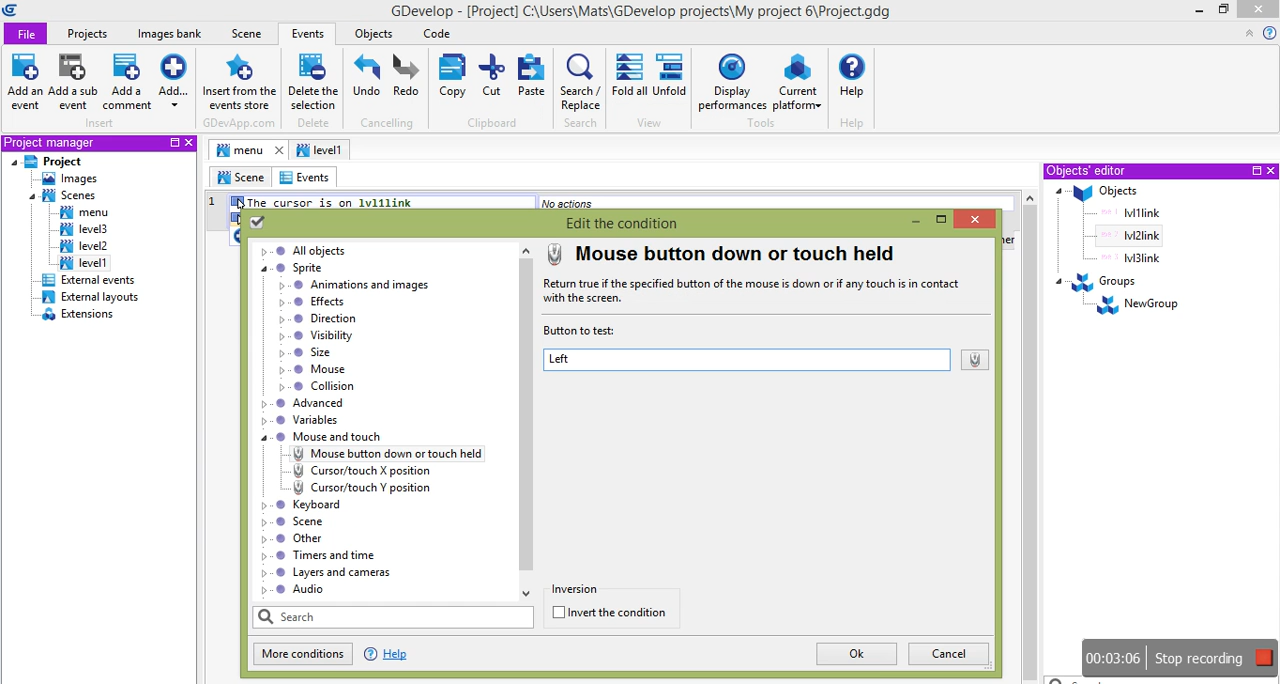 GDevelop - [Project] C:\Users\Mats\GDevelop projects\My project 6\Project.gdg
File Projects Images bank Scene Events Objects Code
Add an event
Add a sub event
Add a comment
Add...
Insert from the events store
Delete the selection
Undo
Redo
Copy
Cut
Paste
Search / Replace
Fold all
Unfold
Display performances
Current platform
Help
Insert GDevApp.com Delete Cancelling Clipboard Search View Tools Help
Project manager
Project
Images
Scenes
menu
level3
level2
level1
External events
External layouts
Extensions
menu level1
Scene Events
1 The cursor is on lvl1link No actions
Edit the condition
All objects
Sprite
Animations and images
Effects
Direction
Visibility
Size
Mouse
Collision
Advanced
Variables
Mouse and touch
Mouse button down or touch held
Cursor/touch X position
Cursor/touch Y position
Keyboard
Scene
Other
Timers and time
Layers and cameras
Audio
Search
More conditions Help
Mouse button down or touch held
Return true if the specified button of the mouse is down or if any touch is in contact
with the screen.
Button to test:
Left
Inversion
Invert the condition
Ok Cancel
Objects' editor
Objects
lvl1link
lvl2link
lvl3link
Groups
NewGroup
00:03:06 Stop recording